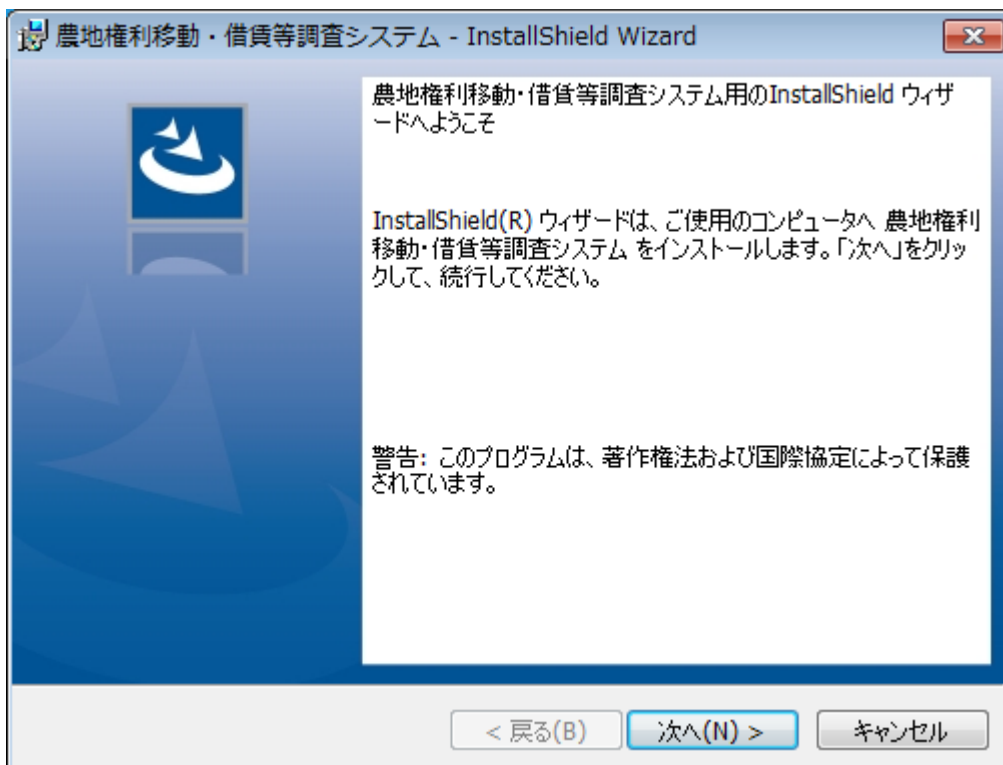 農地権利移動・借賃等調査システム - InstallShield Wizard
農地権利移動・借賃等調査システム用のInstallShield ウィザ
ードへようこそ
InstallShield(R) ウィザードは、ご使用のコンピュータへ 農地権利
移動・借賃等調査システム をインストールします。「次へ」をクリッ
クして、続行してください。
警告: このプログラムは、著作権法および国際協定によって保護
されています。
< 戻る(B) 次へ(N) > キャンセル